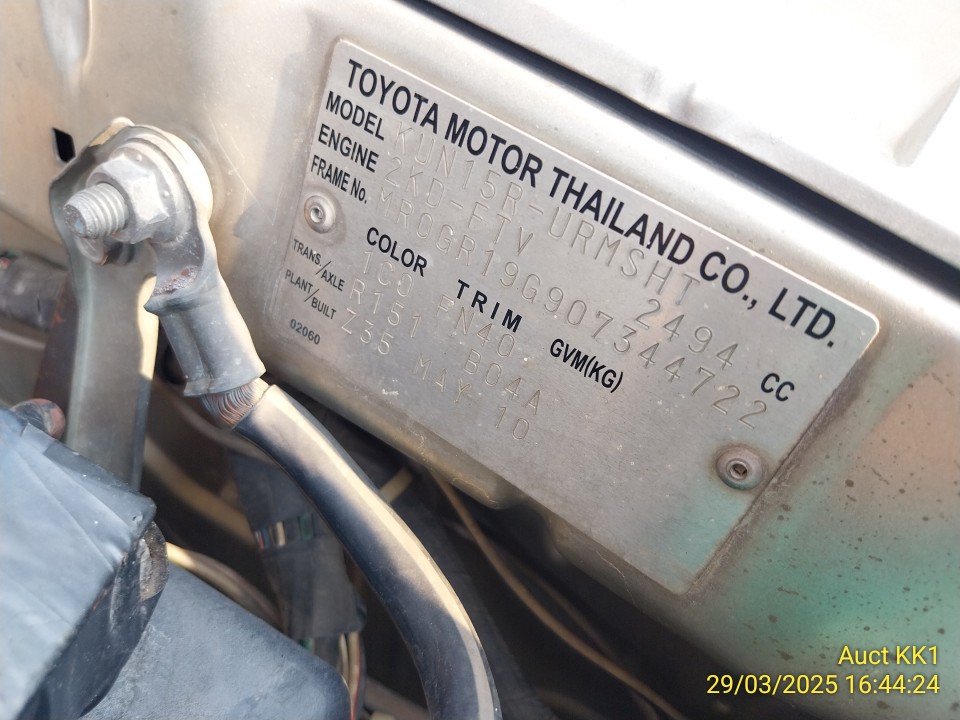 TOYOTA MOTOR THAILAND CO., LTD.
MODEL KUN15R-URMSHT
ENGINE 2KD-FTV 2494 CC
FRAME No. MR0GR19G907344722
COLOR TRIM GVM(KG)
1C0 FN40
TRANS/AXLE R151 B04A
PLANT/BUILT Z35 MAY 10
02060
Auct KK1
29/03/2025 16:44:24